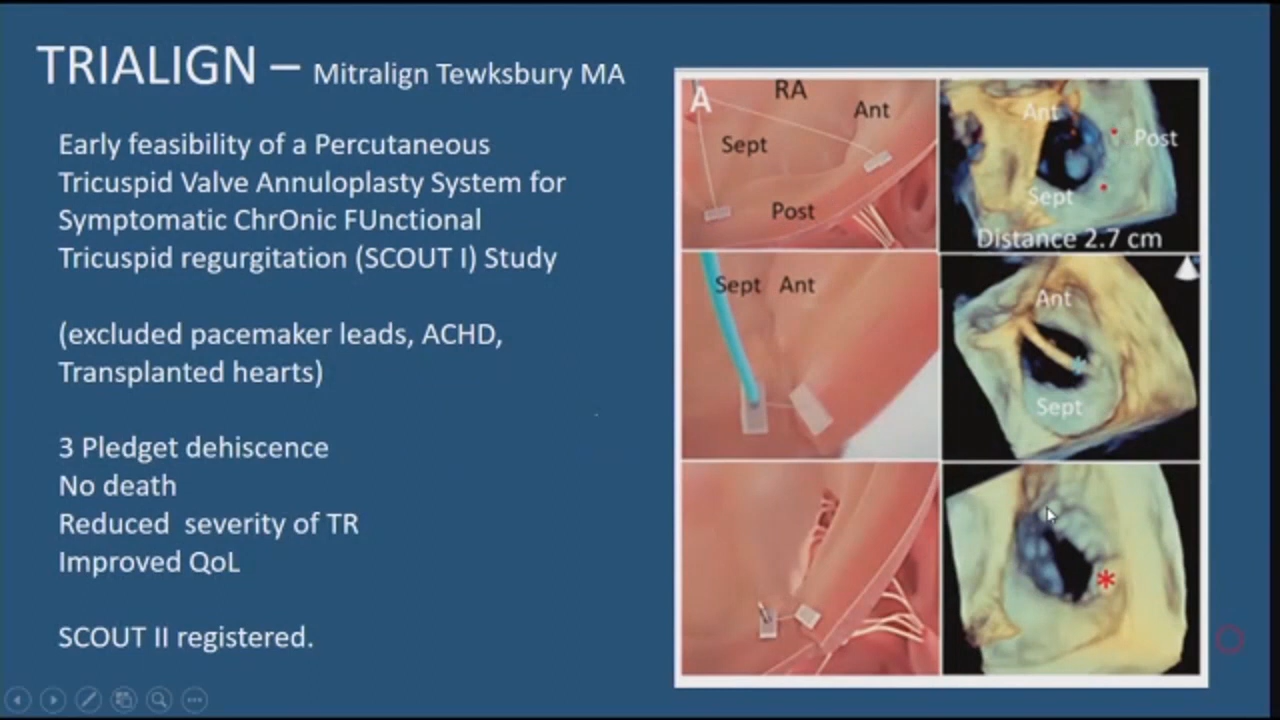 TRIALIGN – Mitralign Tewksbury MA
Early feasibility of a Percutaneous
Tricuspid Valve Annuloplasty System for
Symptomatic ChrOnic FUnctional
Tricuspid regurgitation (SCOUT I) Study
(excluded pacemaker leads, ACHD,
Transplanted hearts)
3 Pledget dehiscence
No death
Reduced severity of TR
Improved QoL
SCOUT II registered.
A
RA
Ant
Sept
Post
Ant
Post
Sept
Distance 2.7 cm
Sept Ant
Ant
Sept
*